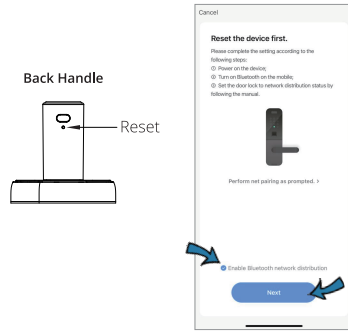 Cancel
Reset the device first.
Please complete the setting according to the
following steps:
① Power on the device;
② Turn on Bluetooth on the mobile;
③ Set the door lock to network distribution status by
following the manual.
Back Handle
Reset
Perform net pairing as prompted. >
Enable Bluetooth network distribution
Next